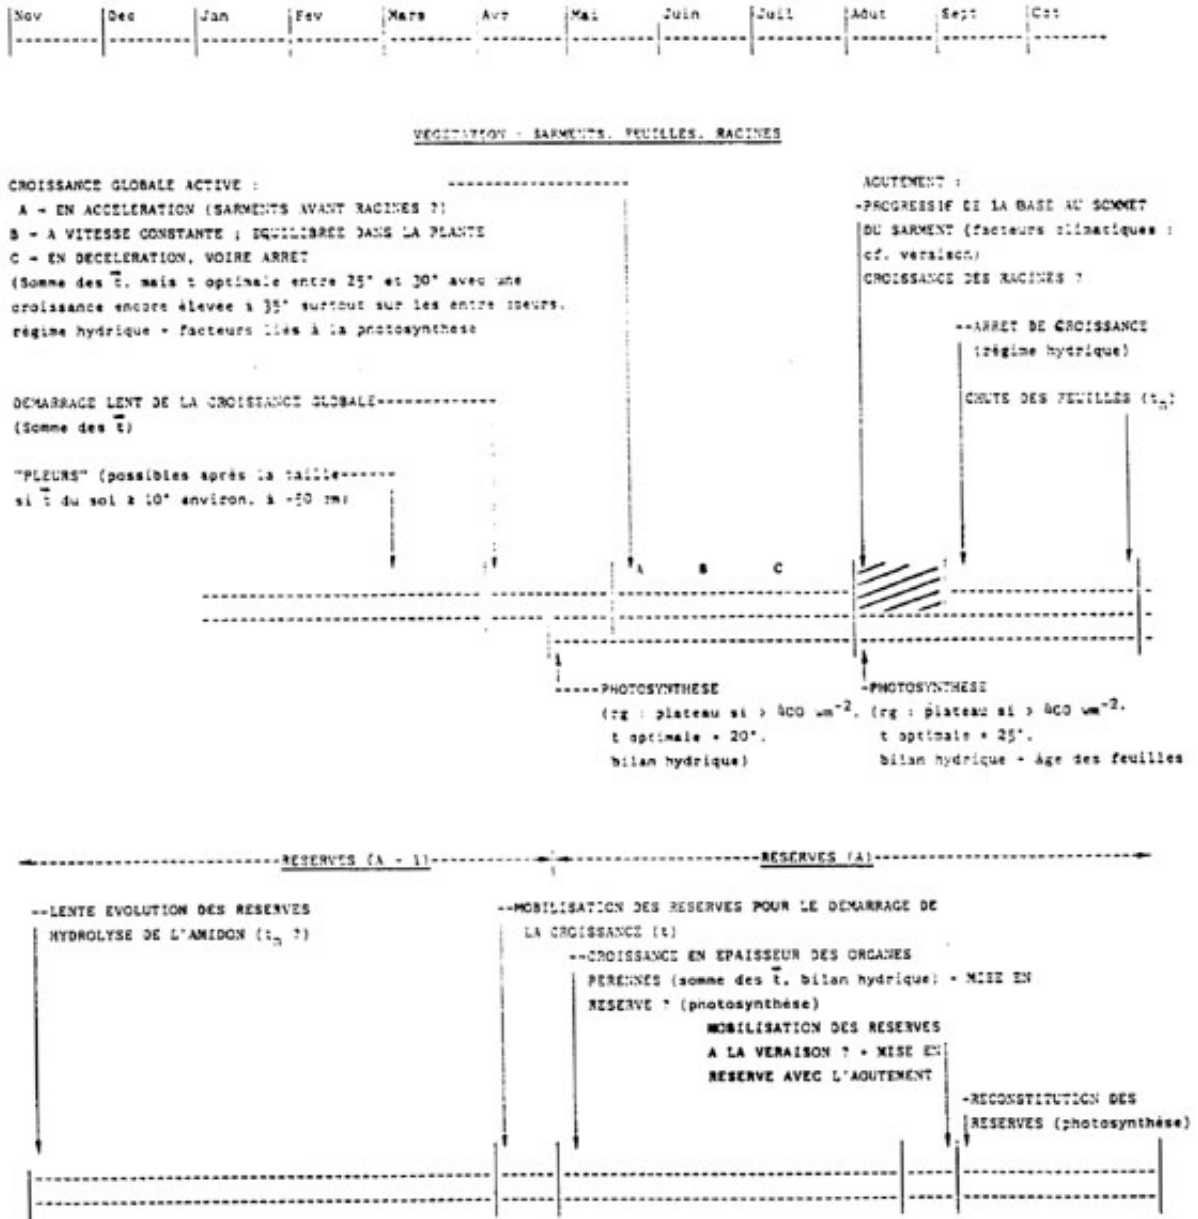 Nov Dec Jan Fev Mars Avr Mai Juin Juil Août Sept Oct
VEGETATION : SARMENTS, FEUILLES, RACINES
CROISSANCE GLOBALE ACTIVE :
A - EN ACCELERATION (SARMENTS AVANT RACINES ?)
B - A VITESSE CONSTANTE ; EQUILIBREE DANS LA PLANTE
C - EN DECELERATION, VOIRE ARRET
(Somme des t̄, mais t optimale entre 25° et 30° avec une
croissance encore élevée à 35° surtout sur les entre coeurs,
régime hydrique + facteurs liés à la photosynthèse
AOUTEMENT :
PROGRESSIF DE LA BASE AU SOMMET
DU SARMENT (facteurs climatiques :
cf. veraison)
CROISSANCE DES RACINES ?
ARRET DE CROISSANCE
(régime hydrique)
CHUTE DES FEUILLES (tn)
DEMARRAGE LENT DE LA CROISSANCE GLOBALE
(Somme des t̄)
"PLEURS" (possibles après la taille
si t̄ du sol ≥ 10° environ, à -50 cm)
A B C
PHOTOSYNTHESE
(rg : plateau si > 400 wm⁻²,
t optimale = 20°,
bilan hydrique)
PHOTOSYNTHESE
(rg : plateau si > 400 wm⁻²,
t optimale = 25°,
bilan hydrique + âge des feuilles
RESERVES (A - 1) RESERVES (A)
LENTE EVOLUTION DES RESERVES
HYDROLYSE DE L'AMIDON (tn ?)
MOBILISATION DES RESERVES POUR LE DEMARRAGE DE
LA CROISSANCE (t)
CROISSANCE EN EPAISSEUR DES ORGANES
PERENNES (somme des t̄, bilan hydrique) + MISE EN
RESERVE ? (photosynthèse)
MOBILISATION DES RESERVES
A LA VERAISON ? + MISE EN
RESERVE AVEC L'AOUTEMENT
RECONSTITUTION DES
RESERVES (photosynthèse)